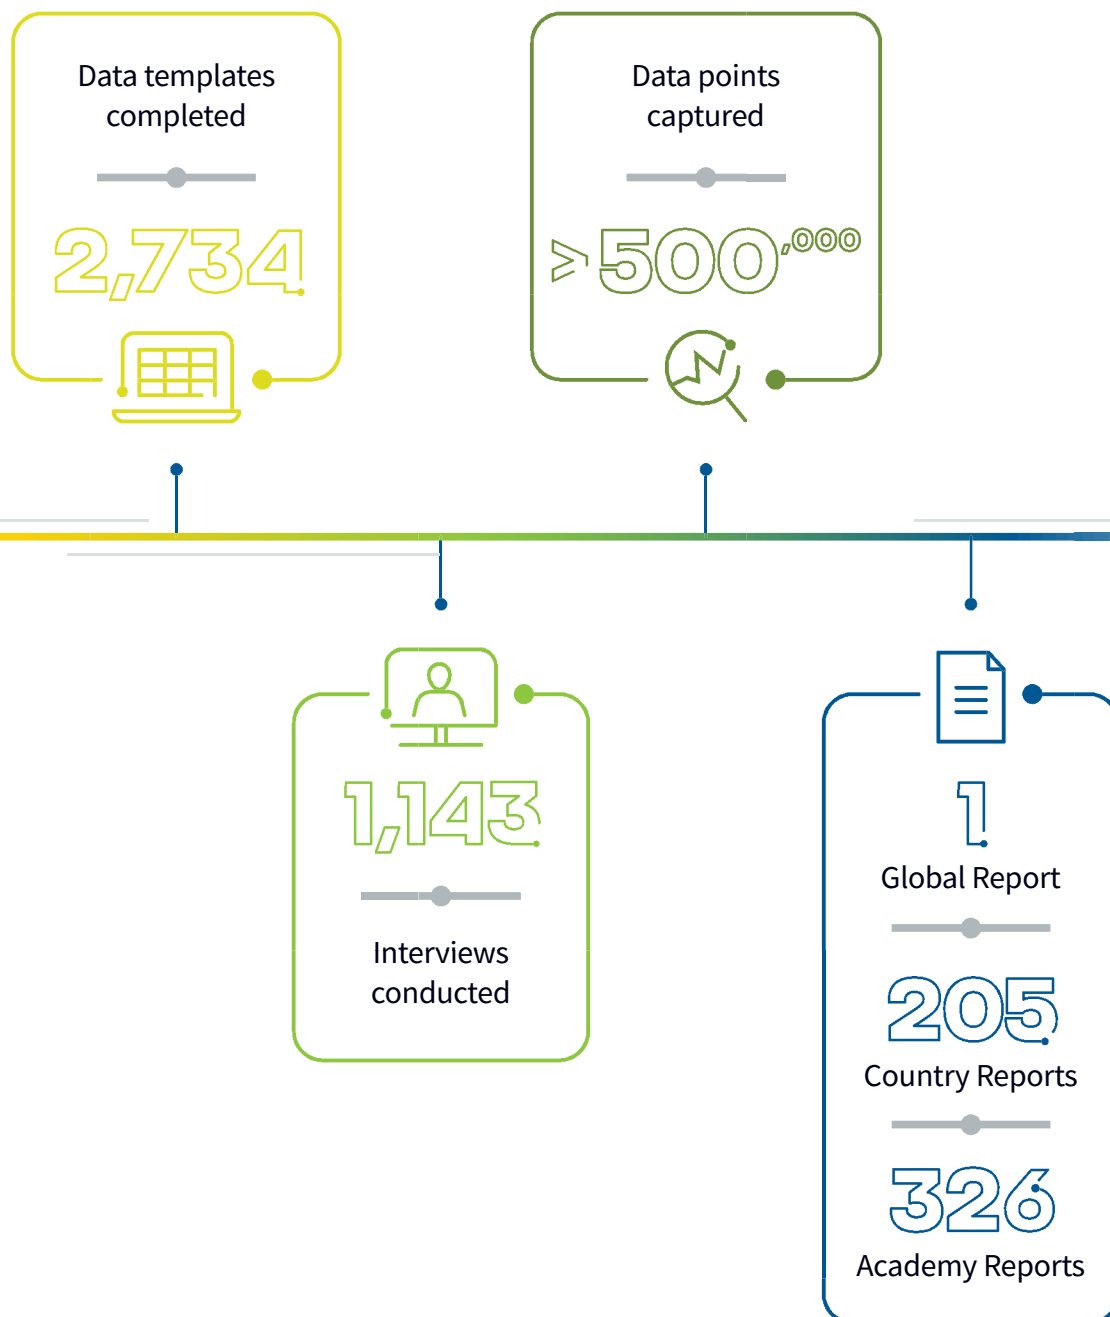 Data templates
completed
2,734
Data points
captured
>500,000
1,143
Interviews
conducted
1
Global Report
205
Country Reports
326
Academy Reports